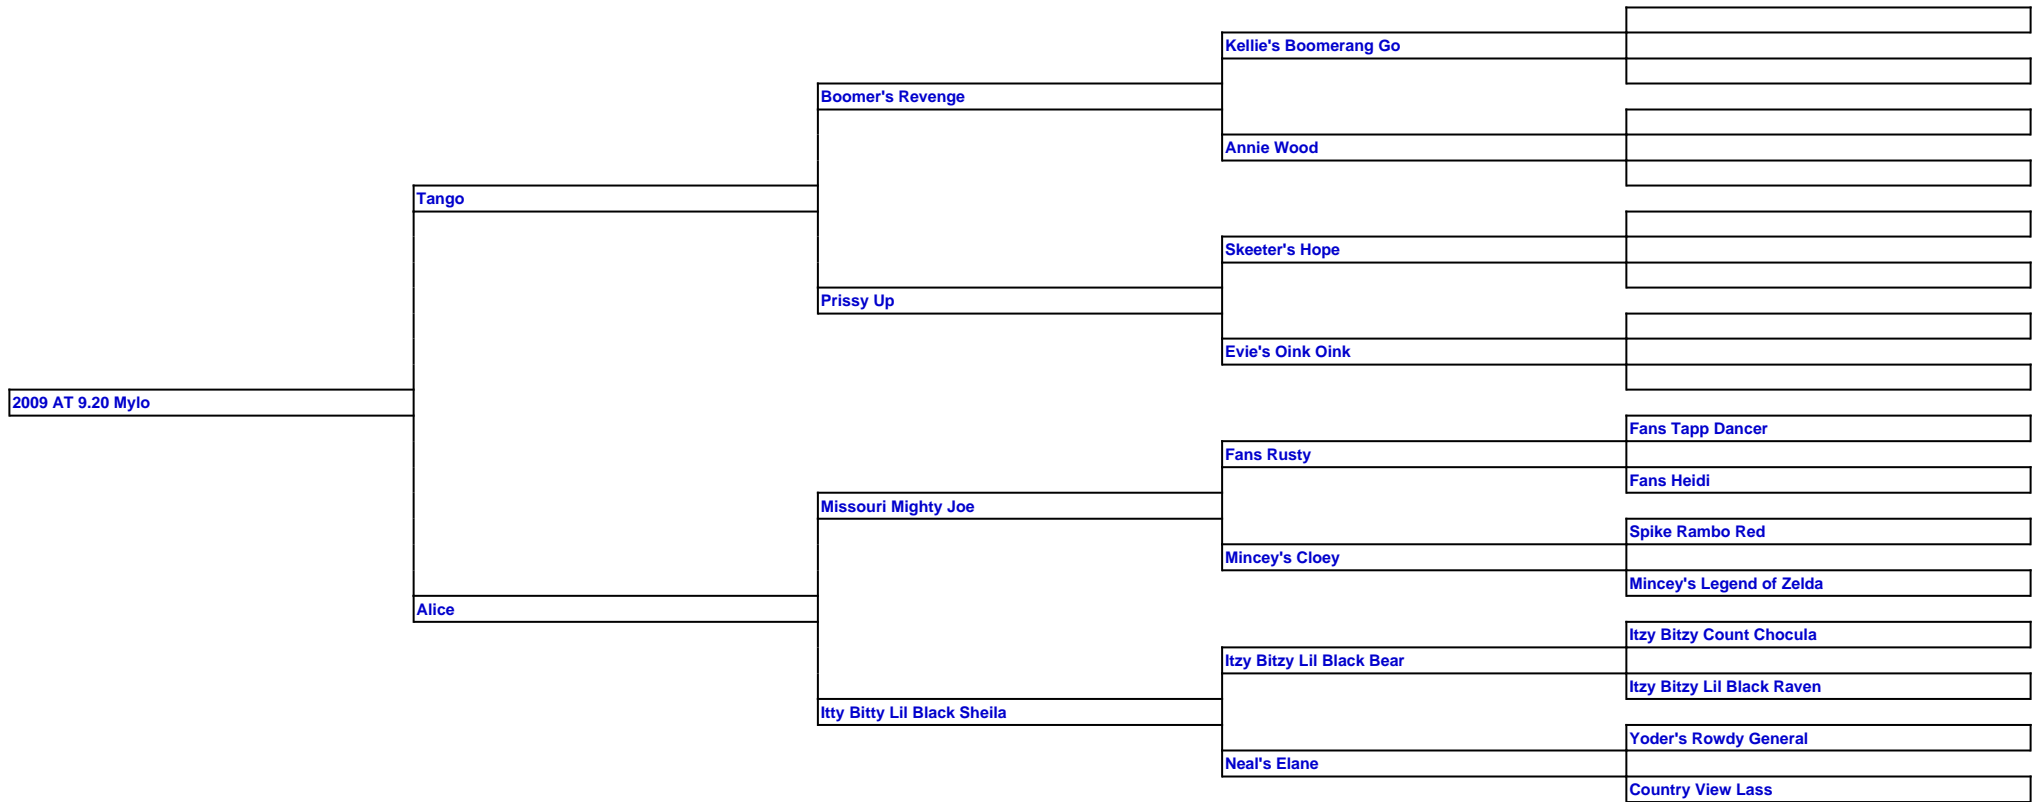 Kellie's Boomerang Go
Boomer's Revenge
Annie Wood
Tango
Skeeter's Hope
Prissy Up
Evie's Oink Oink
2009 AT 9.20 Mylo
Fans Tapp Dancer
Fans Rusty
Fans Heidi
Missouri Mighty Joe
Spike Rambo Red
Mincey's Cloey
Mincey's Legend of Zelda
Alice
Itzy Bitzy Count Chocula
Itzy Bitzy Lil Black Bear
Itzy Bitzy Lil Black Raven
Itty Bitty Lil Black Sheila
Yoder's Rowdy General
Neal's Elane
Country View Lass